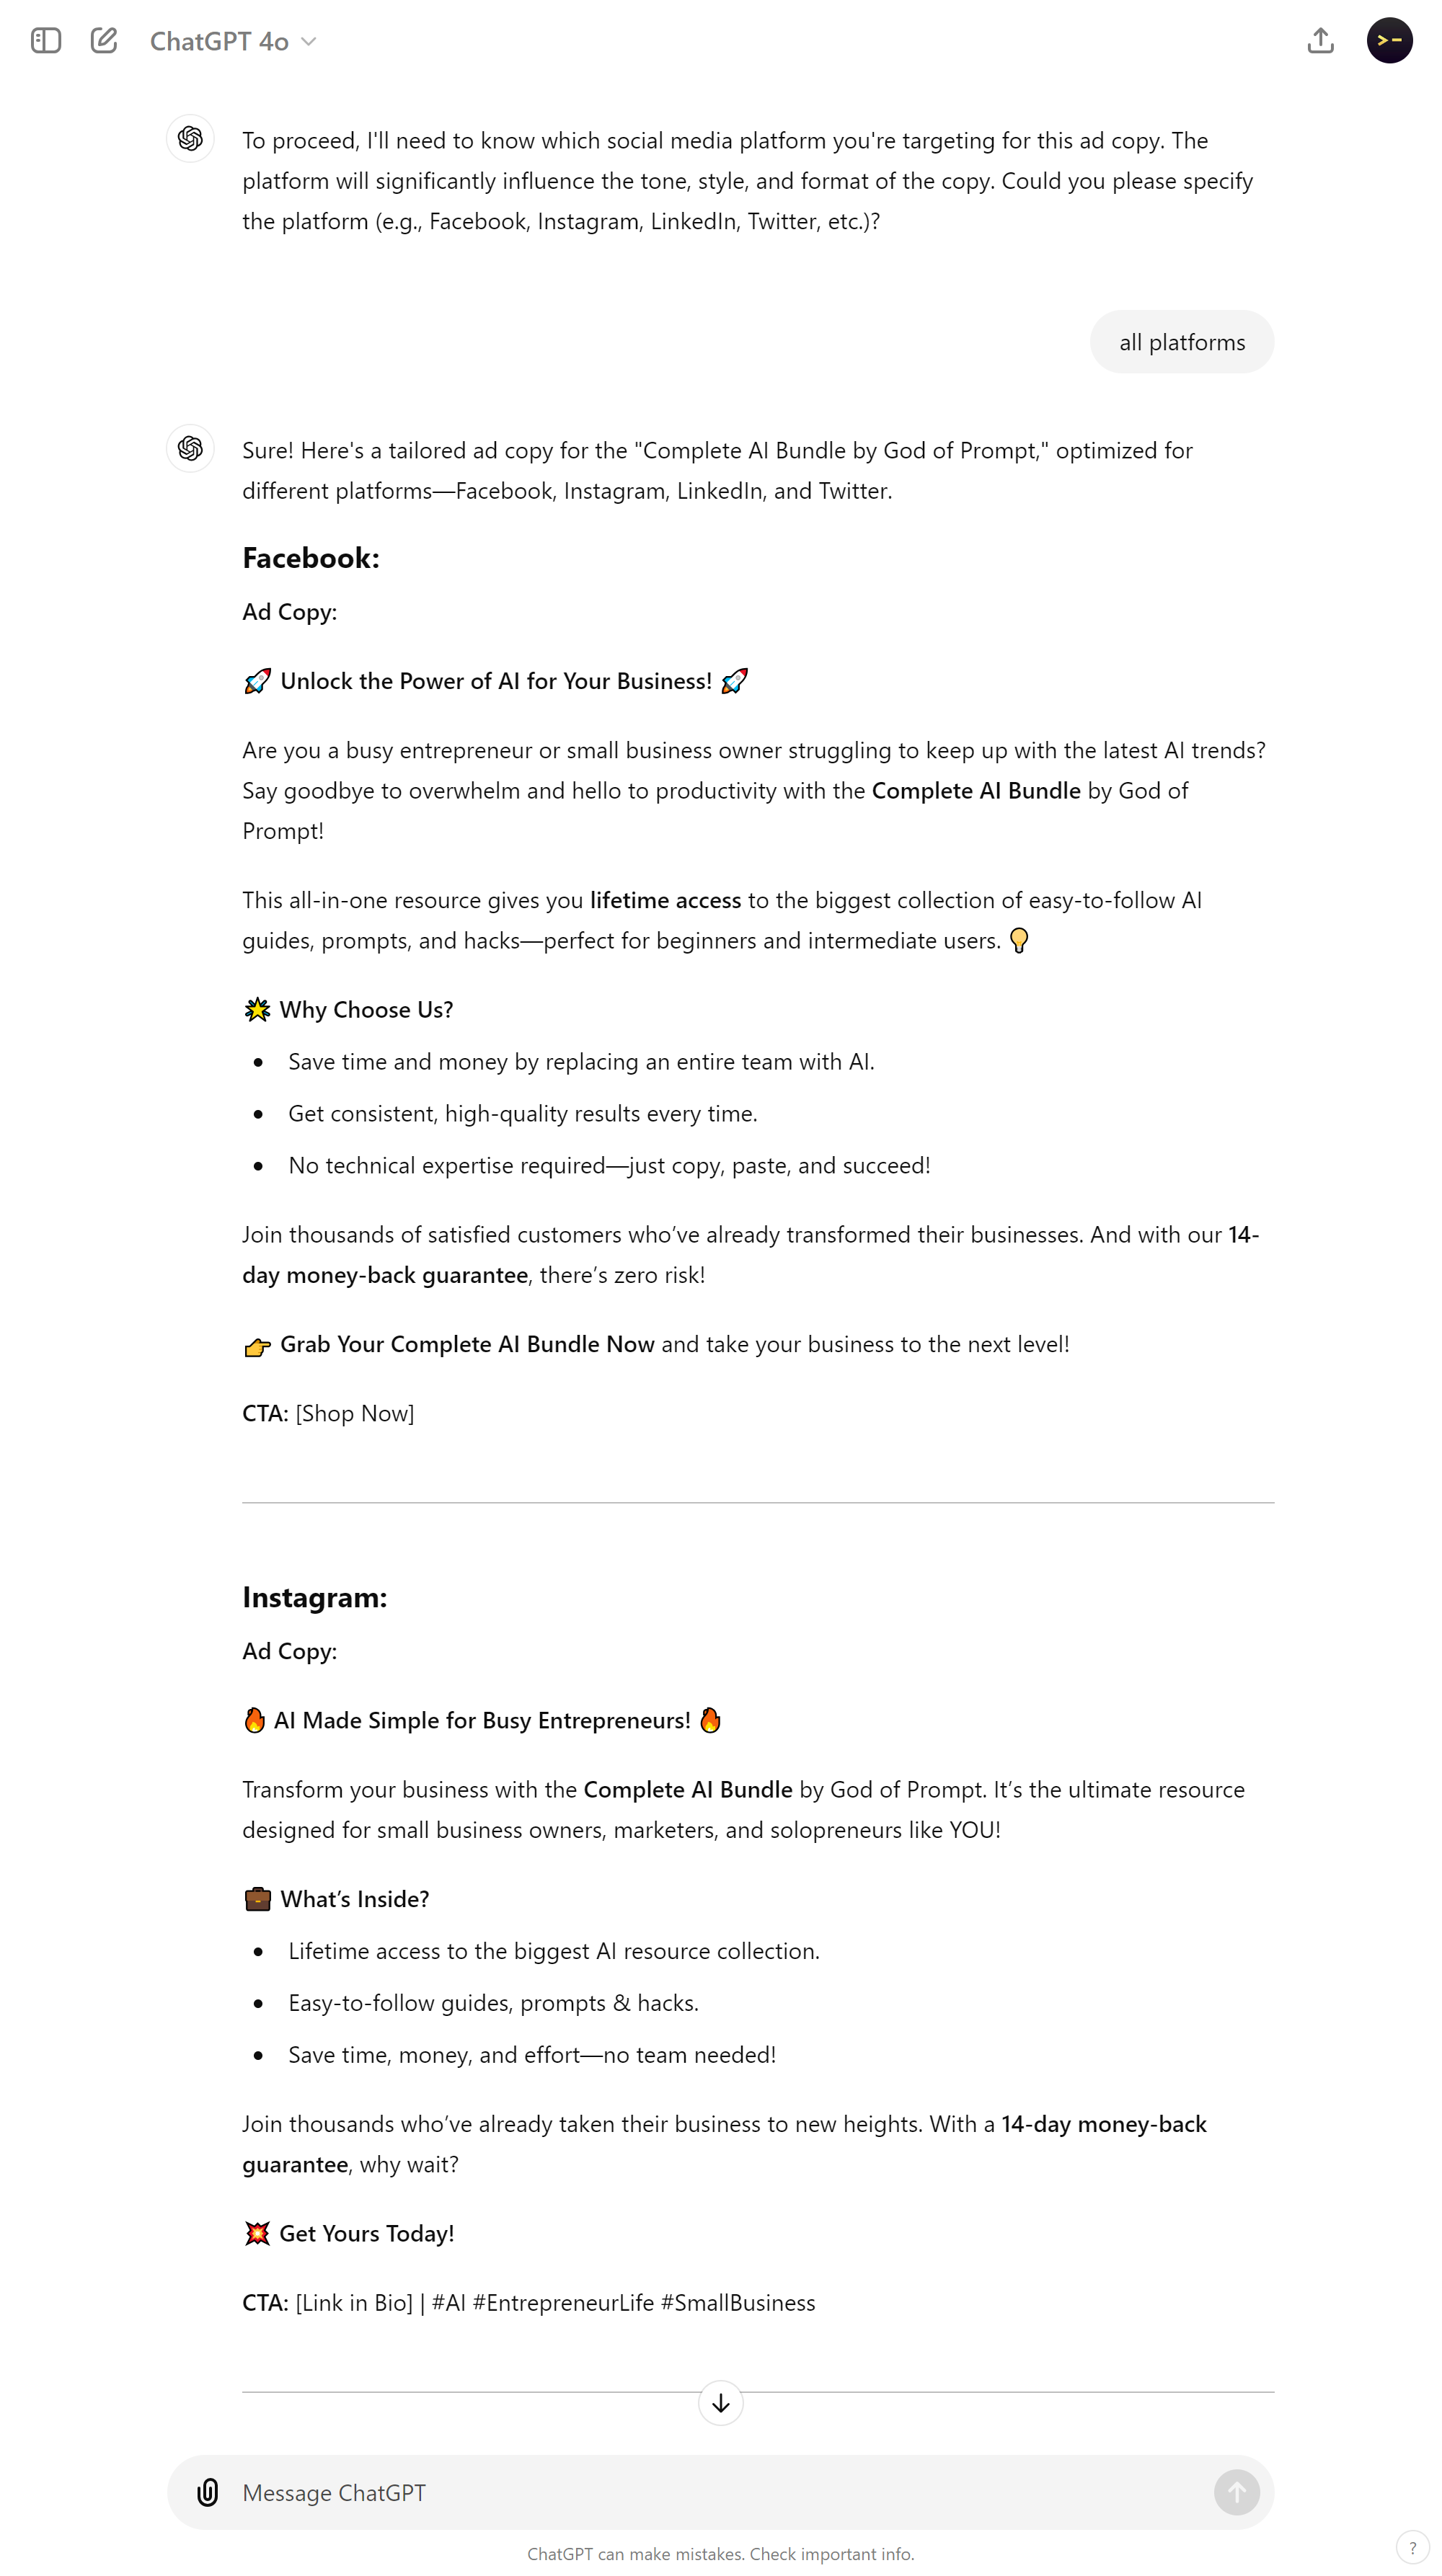 ChatGPT 4o
To proceed, I'll need to know which social media platform you're targeting for this ad copy. The
platform will significantly influence the tone, style, and format of the copy. Could you please specify
the platform (e.g., Facebook, Instagram, LinkedIn, Twitter, etc.)?
all platforms
Sure! Here's a tailored ad copy for the "Complete AI Bundle by God of Prompt," optimized for
different platforms—Facebook, Instagram, LinkedIn, and Twitter.
Facebook:
Ad Copy:
🚀 Unlock the Power of AI for Your Business! 🚀
Are you a busy entrepreneur or small business owner struggling to keep up with the latest AI trends?
Say goodbye to overwhelm and hello to productivity with the Complete AI Bundle by God of
Prompt!
This all-in-one resource gives you lifetime access to the biggest collection of easy-to-follow AI
guides, prompts, and hacks—perfect for beginners and intermediate users. 💡
🌟 Why Choose Us?
• Save time and money by replacing an entire team with AI.
• Get consistent, high-quality results every time.
• No technical expertise required—just copy, paste, and succeed!
Join thousands of satisfied customers who’ve already transformed their businesses. And with our 14-
day money-back guarantee, there’s zero risk!
👉 Grab Your Complete AI Bundle Now and take your business to the next level!
CTA: [Shop Now]
Instagram:
Ad Copy:
🔥 AI Made Simple for Busy Entrepreneurs! 🔥
Transform your business with the Complete AI Bundle by God of Prompt. It’s the ultimate resource
designed for small business owners, marketers, and solopreneurs like YOU!
💼 What’s Inside?
• Lifetime access to the biggest AI resource collection.
• Easy-to-follow guides, prompts & hacks.
• Save time, money, and effort—no team needed!
Join thousands who’ve already taken their business to new heights. With a 14-day money-back
guarantee, why wait?
💥 Get Yours Today!
CTA: [Link in Bio] | #AI #EntrepreneurLife #SmallBusiness
Message ChatGPT
ChatGPT can make mistakes. Check important info.
?